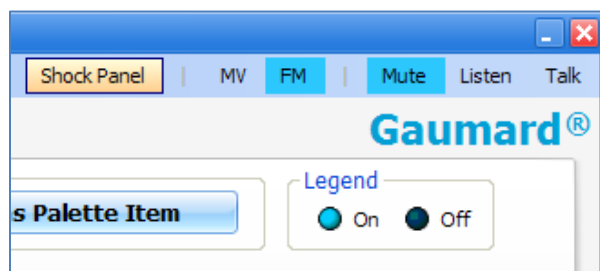 Shock Panel | MV FM | Mute Listen Talk
Gaumard®
Legend
s Palette Item On Off